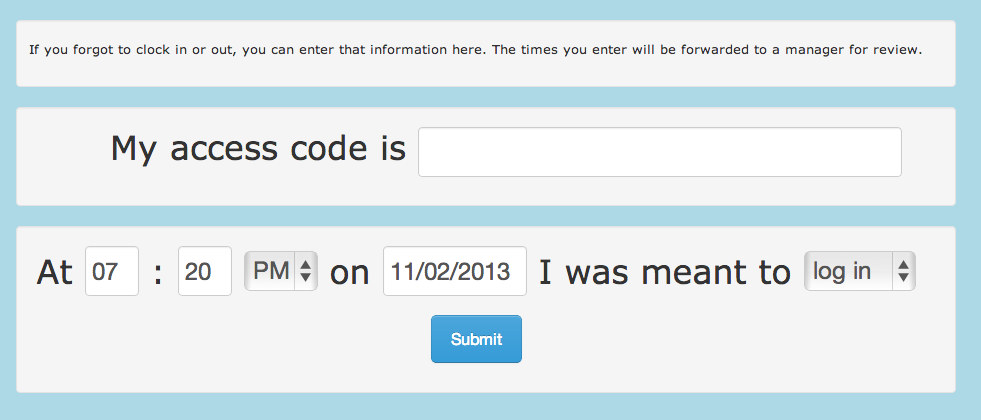 If you forgot to clock in or out, you can enter that information here. The times you enter will be forwarded to a manager for review.
My access code is
At 07 : 20 PM on 11/02/2013 I was meant to log in
Submit